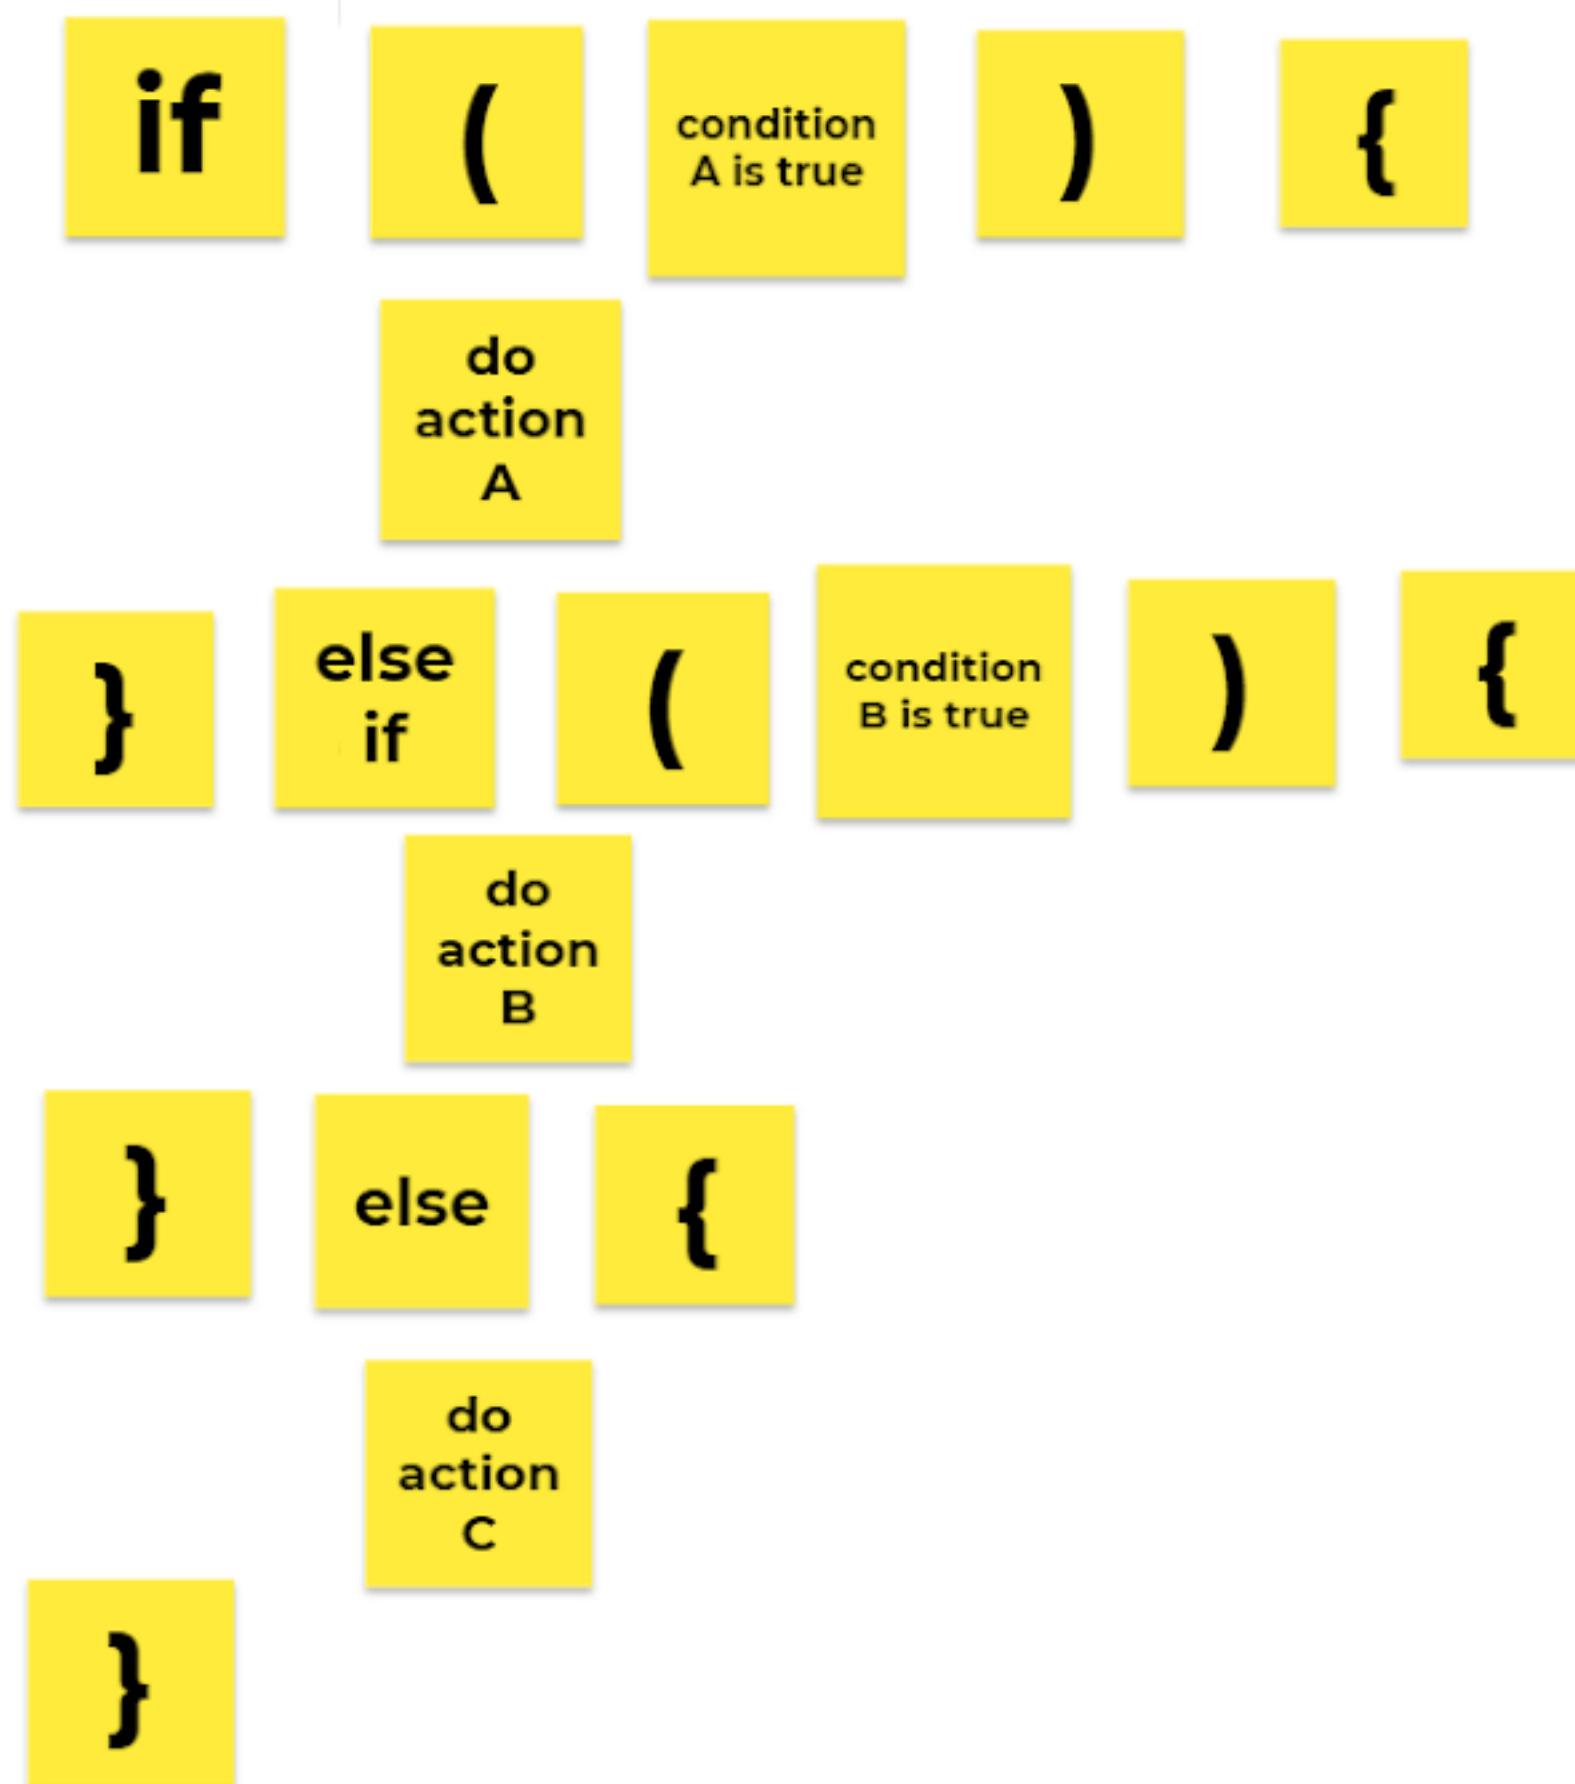 if ( condition A is true ) {
do
action
A
} else if ( condition B is true ) {
do
action
B
} else {
do
action
C
}